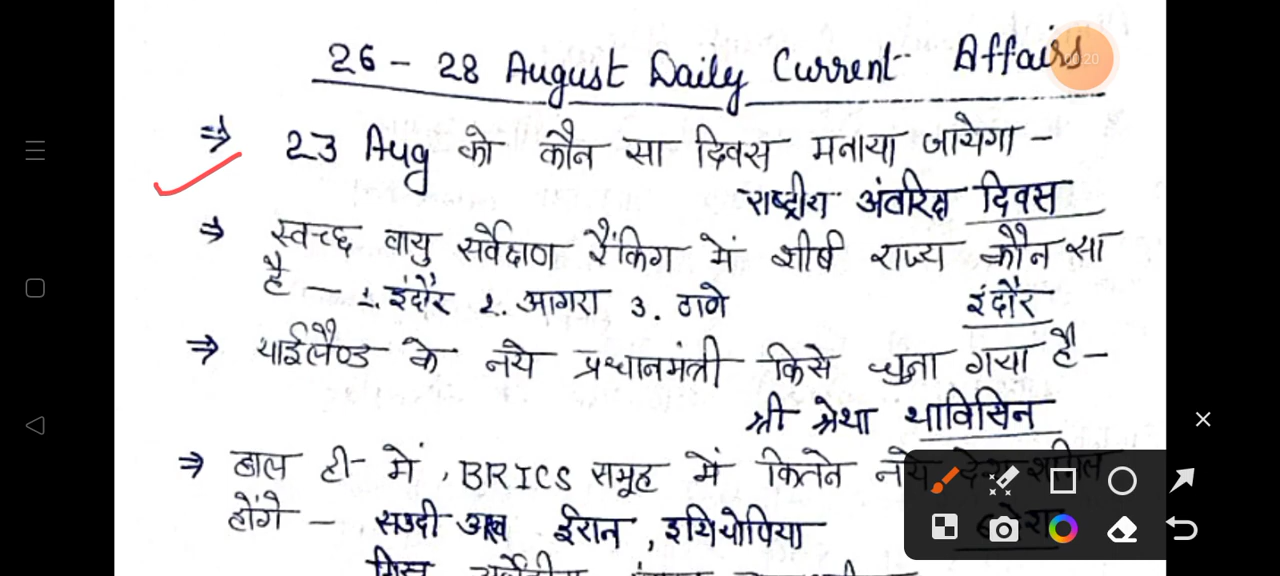 26 - 28 August Daily Current Affairs
⇒ 23 Aug को कौन सा दिवस मनाया जायेगा -
राष्ट्रीय अंतरिक्ष दिवस
⇒ स्वच्छ वायु सर्वेक्षण रैंकिंग में शीर्ष राज्य कौन सा
है - 1. इंदौर 2. आगरा 3. ठाणे इंदौर
⇒ थाईलैण्ड के नये प्रधानमंत्री किसे चुना गया है -
श्री श्रेथा थाविसिन
⇒ हाल ही में, BRICS समूह में कितने नये
होंगे - सऊदी अरब ईरान, इथियोपिया